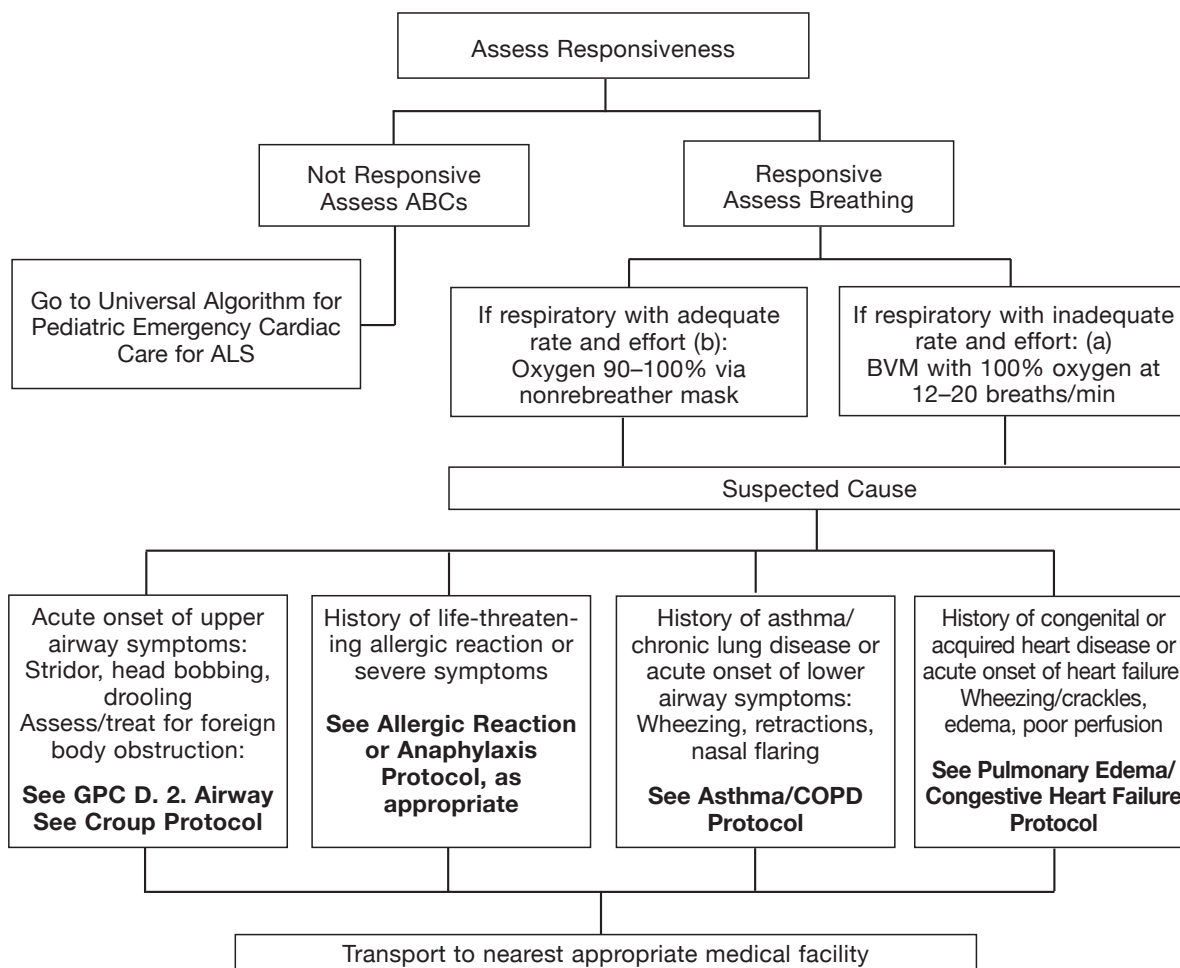 Assess Responsiveness
Not Responsive
Assess ABCs
Responsive
Assess Breathing
Go to Universal Algorithm for
Pediatric Emergency Cardiac
Care for ALS
If respiratory with adequate
rate and effort (b):
Oxygen 90–100% via
nonrebreather mask
If respiratory with inadequate
rate and effort: (a)
BVM with 100% oxygen at
12–20 breaths/min
Suspected Cause
Acute onset of upper
airway symptoms:
Stridor, head bobbing,
drooling
Assess/treat for foreign
body obstruction:
See GPC D. 2. Airway
See Croup Protocol
History of life-threaten-
ing allergic reaction or
severe symptoms
See Allergic Reaction
or Anaphylaxis
Protocol, as
appropriate
History of asthma/
chronic lung disease or
acute onset of lower
airway symptoms:
Wheezing, retractions,
nasal flaring
See Asthma/COPD
Protocol
History of congenital or
acquired heart disease or
acute onset of heart failure
Wheezing/crackles,
edema, poor perfusion
See Pulmonary Edema/
Congestive Heart Failure
Protocol
Transport to nearest appropriate medical facility